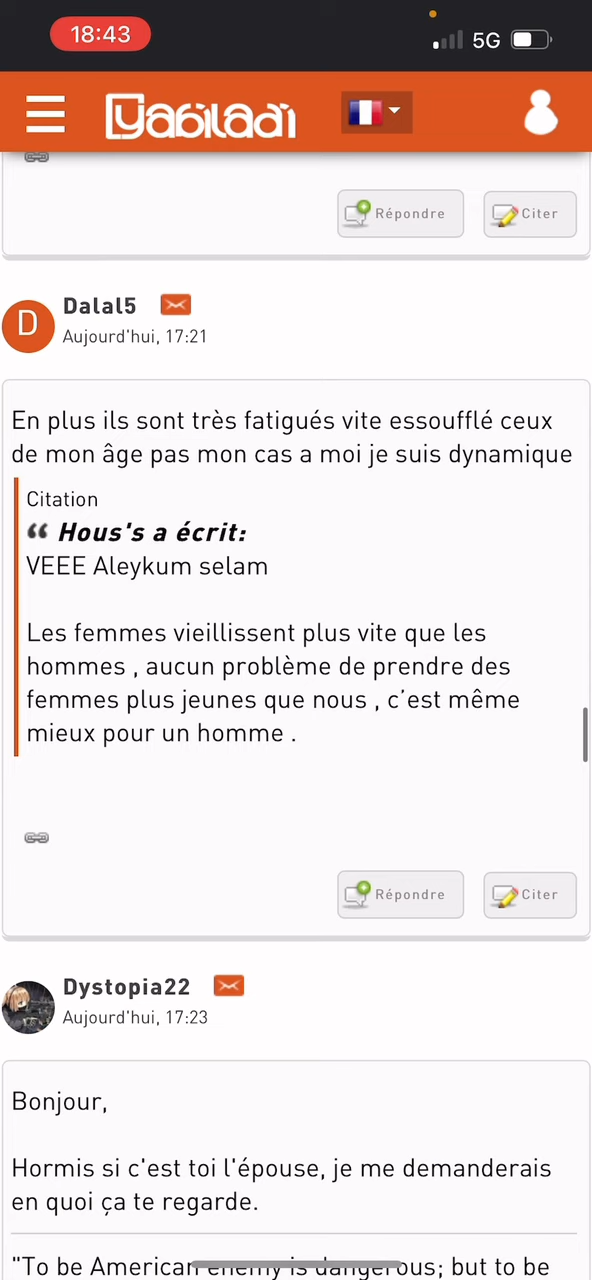 18:43
5G
Yabiladi
Répondre
Citer
D
Dalal5
Aujourd'hui, 17:21
En plus ils sont très fatigués vite essoufflé ceux
de mon âge pas mon cas a moi je suis dynamique
Citation
“ Hous's a écrit:
VEEE Aleykum selam
Les femmes vieillissent plus vite que les
hommes , aucun problème de prendre des
femmes plus jeunes que nous , c’est même
mieux pour un homme .
Répondre
Citer
Dystopia22
Aujourd'hui, 17:23
Bonjour,
Hormis si c'est toi l'épouse, je me demanderais
en quoi ça te regarde.
"To be American enemy is dangerous; but to be